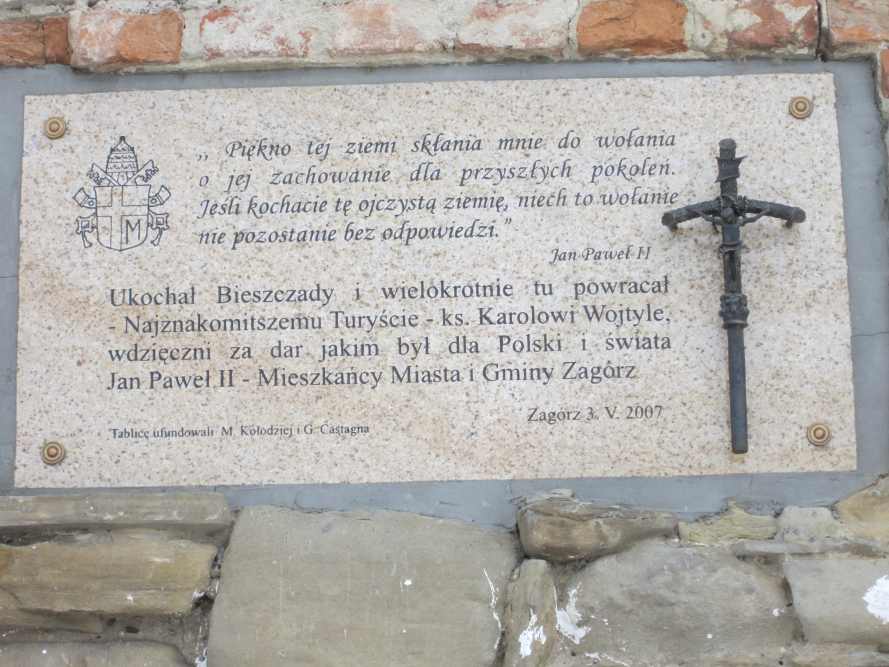 „ Piękno tej ziemi skłania mnie do wołania
o jej zachowanie, dla przyszłych pokoleń.
Jeśli kochacie tę ojczystą ziemię, niech to wołanie
nie pozostanie bez odpowiedzi.”
Jan Paweł II
M
Ukochał Bieszczady i wielokrotnie tu powracał
- Najznakomitszemu Turyście - ks. Karolowi Wojtyle,
wdzięczni za dar jakim był dla Polski i świata
Jan Paweł II - Mieszkańcy Miasta i Gminy Zagórz
Zagórz 3. V. 2007
Tablicę ufundowali M. Kołodziej i G. Castagna